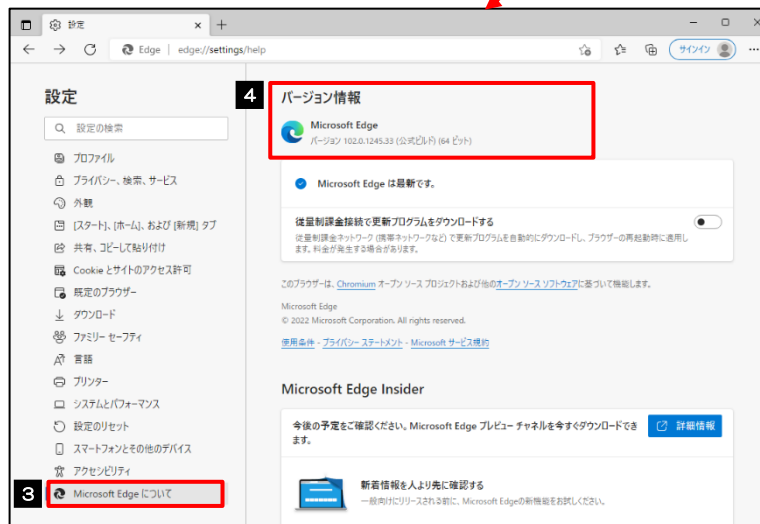 設定
Edge | edge://settings/help
サインイン
設定
設定の検索
プロファイル
プライバシー、検索、サービス
外観
[スタート]、[ホーム]、および [新規] タブ
共有、コピーして貼り付け
Cookie とサイトのアクセス許可
既定のブラウザー
ダウンロード
ファミリー セーフティ
言語
プリンター
システムとパフォーマンス
設定のリセット
スマートフォンとその他のデバイス
アクセシビリティ
3
Microsoft Edge について
4
バージョン情報
Microsoft Edge
バージョン 102.0.1245.33 (公式ビルド) (64 ビット)
Microsoft Edge は最新です。
従量制課金接続で更新プログラムをダウンロードする
従量制課金ネットワーク (携帯ネットワークなど) で更新プログラムを自動的にダウンロードし、ブラウザーの再起動時に適用し
ます。料金が発生する場合があります。
このブラウザーは、Chromium オープン ソース プロジェクトおよび他のオープン ソース ソフトウェアに基づいて機能します。
Microsoft Edge
© 2022 Microsoft Corporation. All rights reserved.
使用条件 - プライバシー ステートメント - Microsoft サービス規約
Microsoft Edge Insider
今後の予定をご確認ください。Microsoft Edge プレビュー チャネルを今すぐダウンロードでき
ます。
詳細情報
新着情報を人より先に確認する
一般向けにリリースされる前に、Microsoft Edgeの新機能をお試しください。